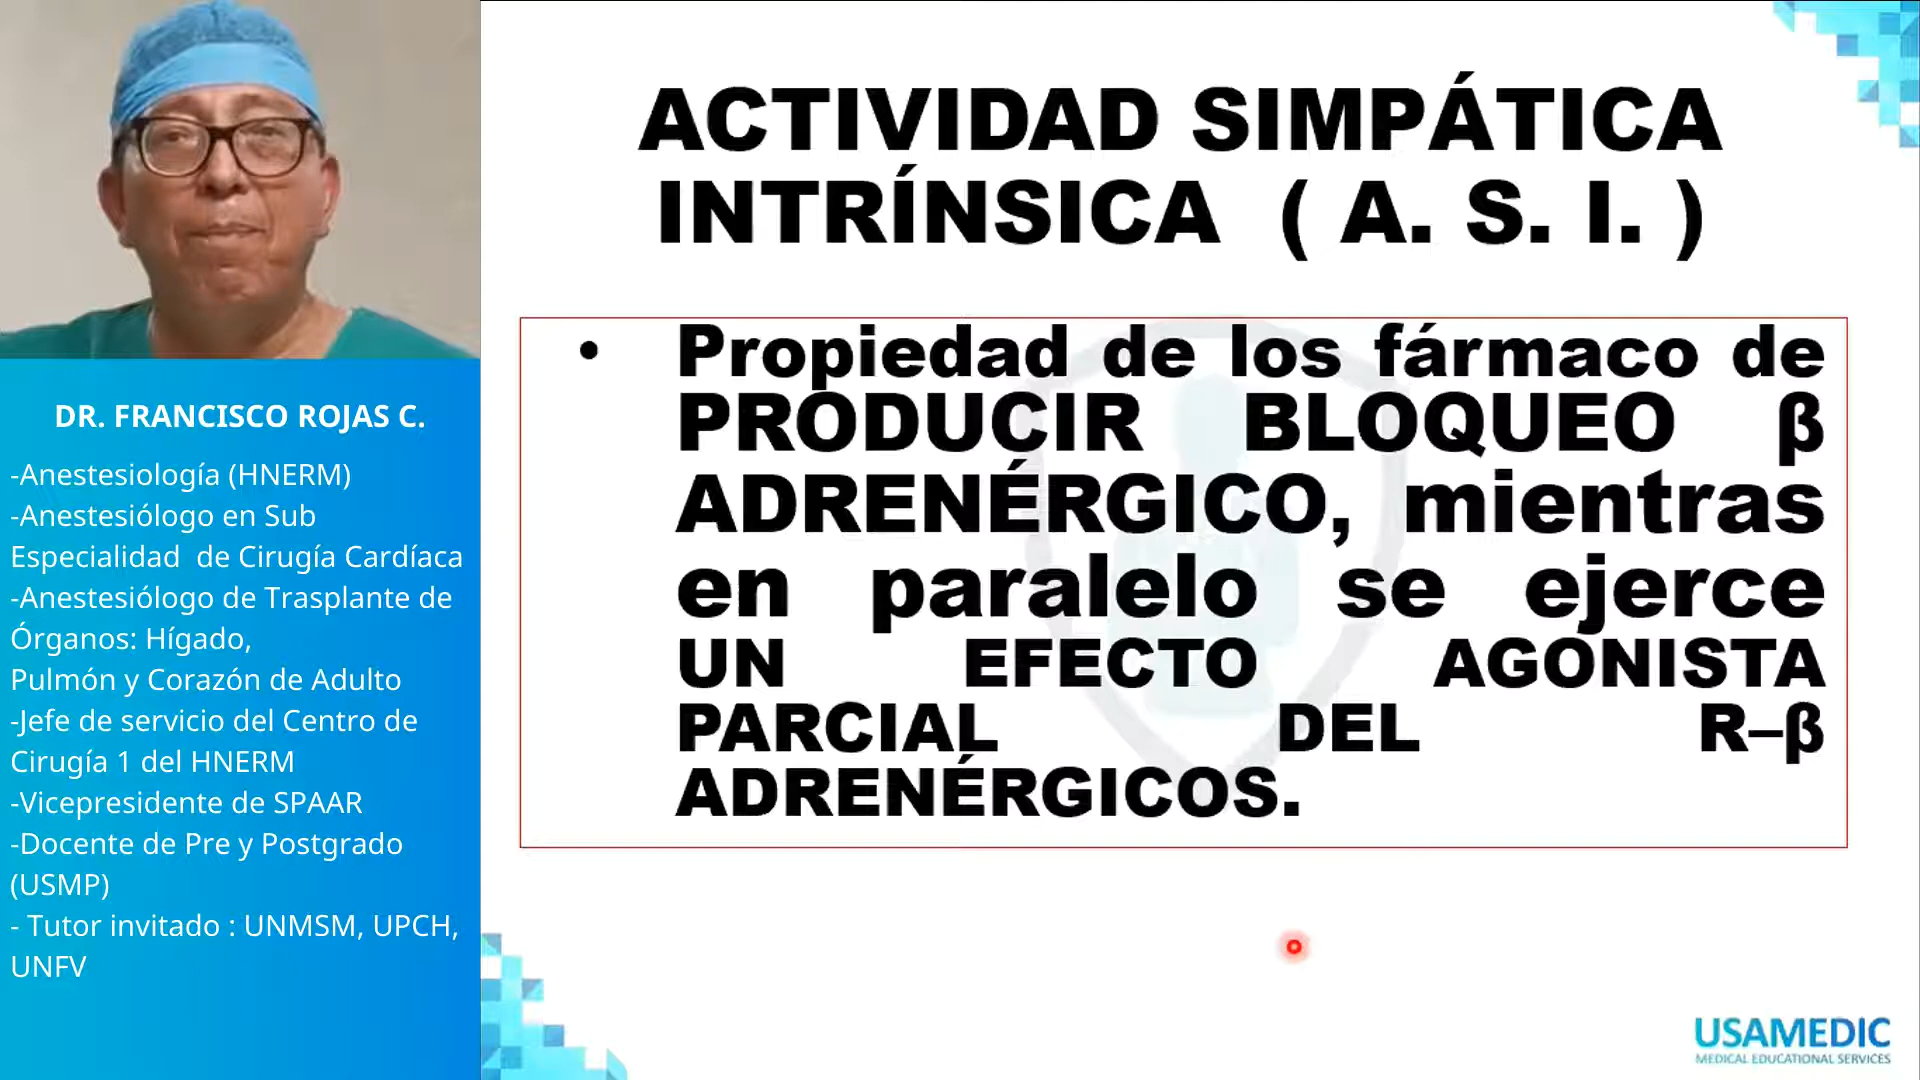 DR. FRANCISCO ROJAS C.
-Anestesiología (HNERM)
-Anestesiólogo en Sub
Especialidad  de Cirugía Cardíaca
-Anestesiólogo de Trasplante de
Órganos: Hígado,
Pulmón y Corazón de Adulto
-Jefe de servicio del Centro de
Cirugía 1 del HNERM
-Vicepresidente de SPAAR
-Docente de Pre y Postgrado
(USMP)
- Tutor invitado : UNMSM, UPCH,
UNFV
ACTIVIDAD SIMPÁTICA
INTRÍNSICA  ( A. S. I. )
• Propiedad de los fármaco de
PRODUCIR BLOQUEO β
ADRENÉRGICO, mientras
en paralelo se ejerce
UN EFECTO AGÓNISTA
PARCIAL DEL R–β
ADRENÉRGICOS.
USAMEDIC
MEDICAL EDUCATIONAL SERVICES